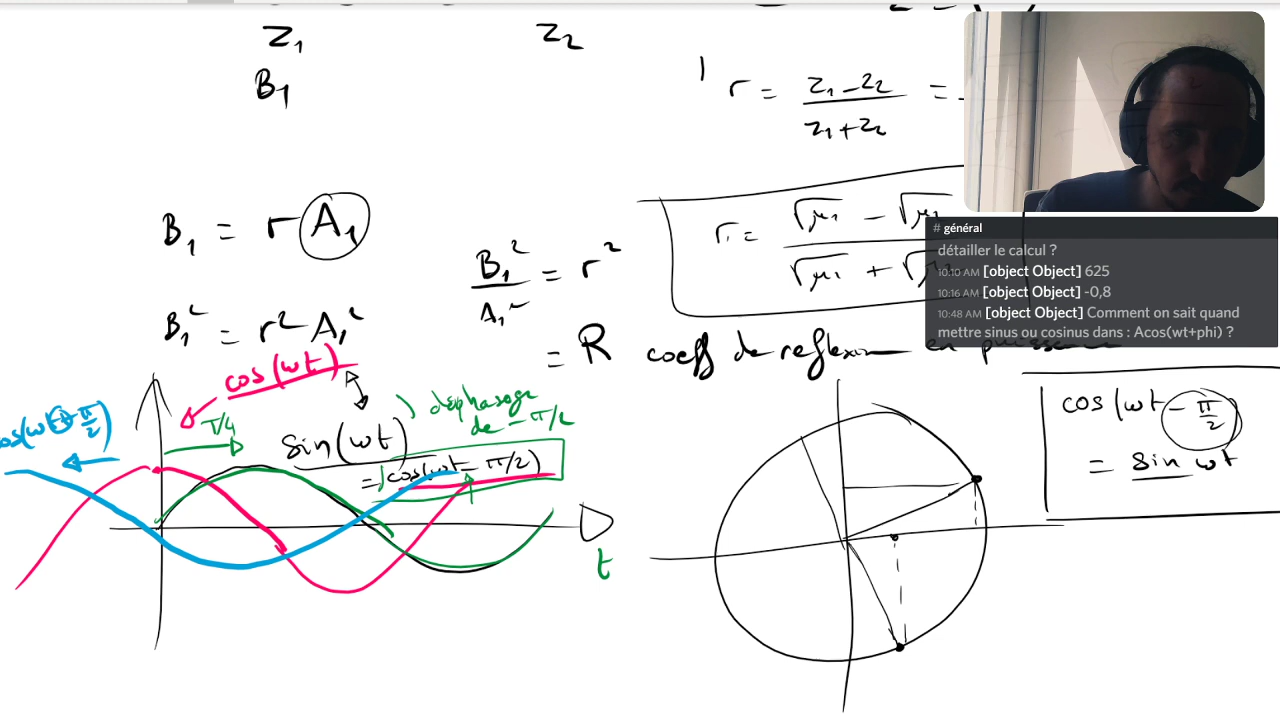 Z₁ Z₂
B₁
r = (z₁ - z₂)/(z₁ + z₂) =
B₁ = r A₁
B₁²/A₁² = r²
B₁² = r² A₁²
= R coeff de reflexion en puissance
# général
détailler le calcul ?
10:10 AM [object Object] 625
10:16 AM [object Object] -0,8
10:48 AM [object Object] Comment on sait quand
mettre sinus ou cosinus dans : Acos(wt+phi) ?
cos(ωt)
déphasage
de -π/2
π/4
sin(ωt)
= cos(ωt - π/2)
t
cos(ωt - π/2)
= sin ωt